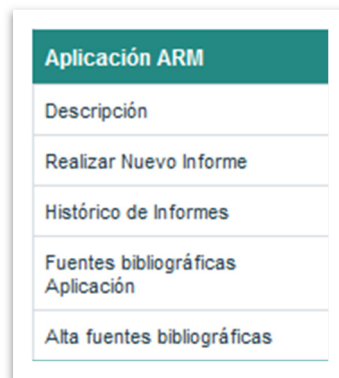 Aplicación ARM
Descripción
Realizar Nuevo Informe
Histórico de Informes
Fuentes bibliográficas
Aplicación
Alta fuentes bibliográficas